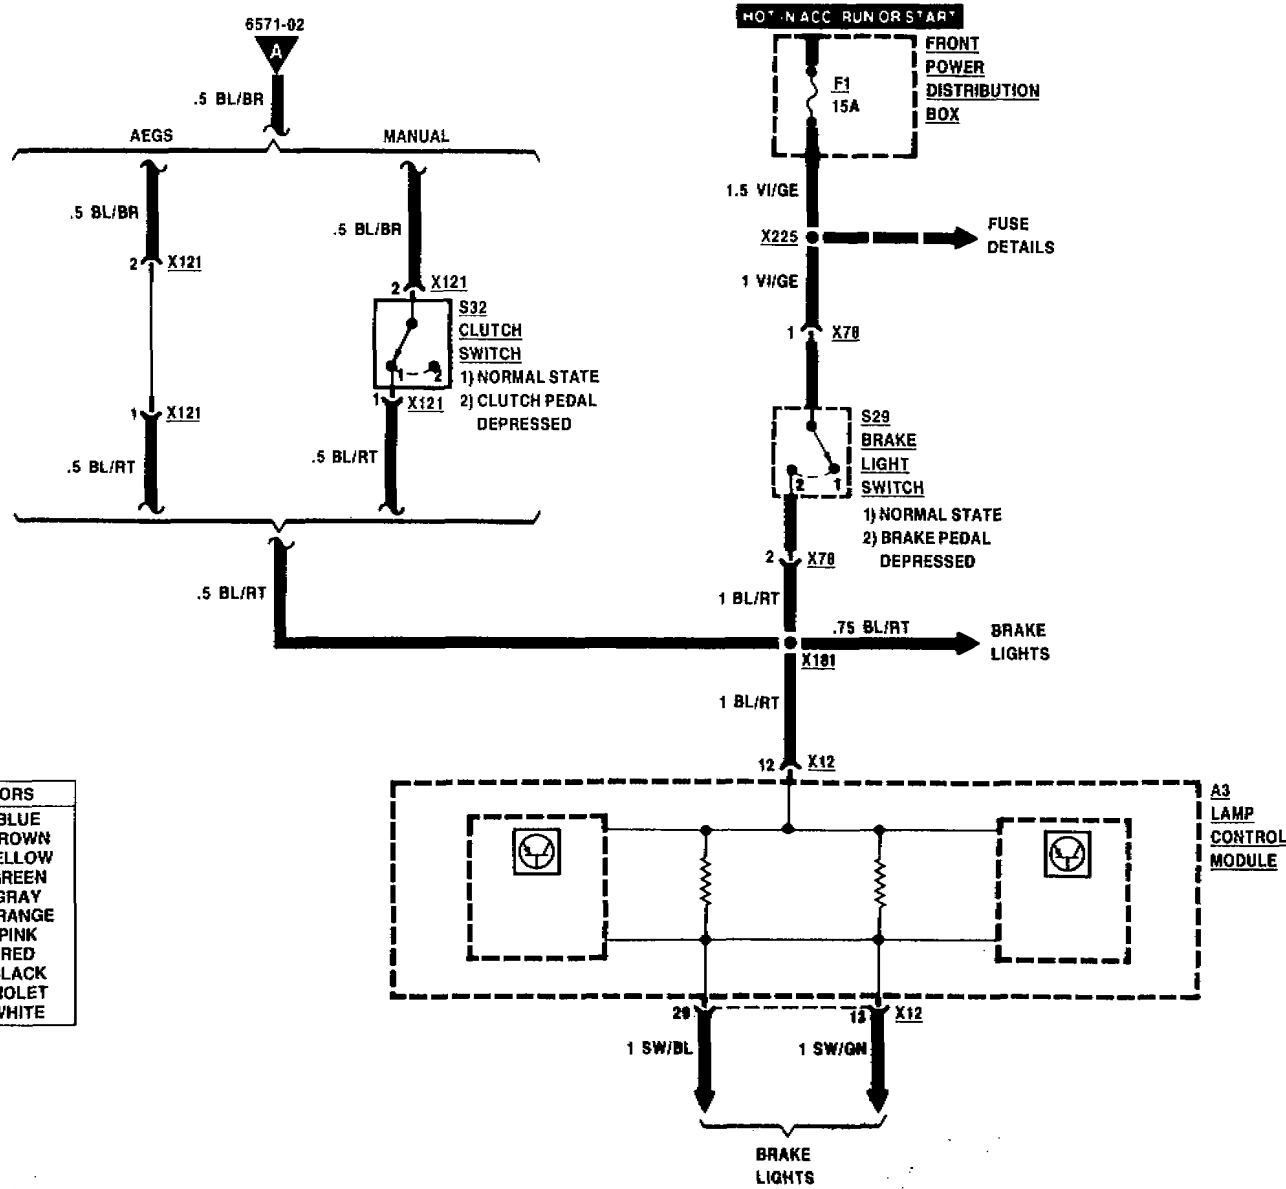 6571-02
A
.5 BL/BR
AEGS
MANUAL
.5 BL/BR
.5 BL/BR
2 X121
2 X121
S32
CLUTCH
SWITCH
1) NORMAL STATE
2) CLUTCH PEDAL
DEPRESSED
1 2
1 X121
1 X121
.5 BL/RT
.5 BL/RT
.5 BL/RT
HOT IN ACC RUN OR START
FRONT
POWER
DISTRIBUTION
BOX
F1
15A
1.5 VI/GE
X225
FUSE
DETAILS
1 VI/GE
1 X78
S29
BRAKE
LIGHT
SWITCH
2 1
1) NORMAL STATE
2) BRAKE PEDAL
DEPRESSED
2 X78
1 BL/RT
.75 BL/RT
BRAKE
LIGHTS
X181
1 BL/RT
12 X12
A3
LAMP
CONTROL
MODULE
ORS
BLUE
ROWN
ELLOW
GREEN
GRAY
RANGE
PINK
RED
LACK
IOLET
WHITE
29 13 X12
1 SW/BL
1 SW/GN
BRAKE
LIGHTS